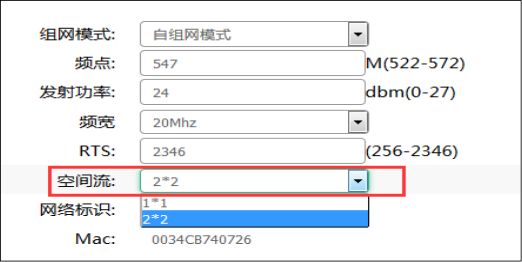 组网模式: 自组网模式
频点: 547 M(522-572)
发射功率: 24 dbm(0-27)
频宽 20Mhz
RTS: 2346 (256-2346)
空间流: 2*2
1*1
网络标识: 2*2
Mac: 0034CB740726